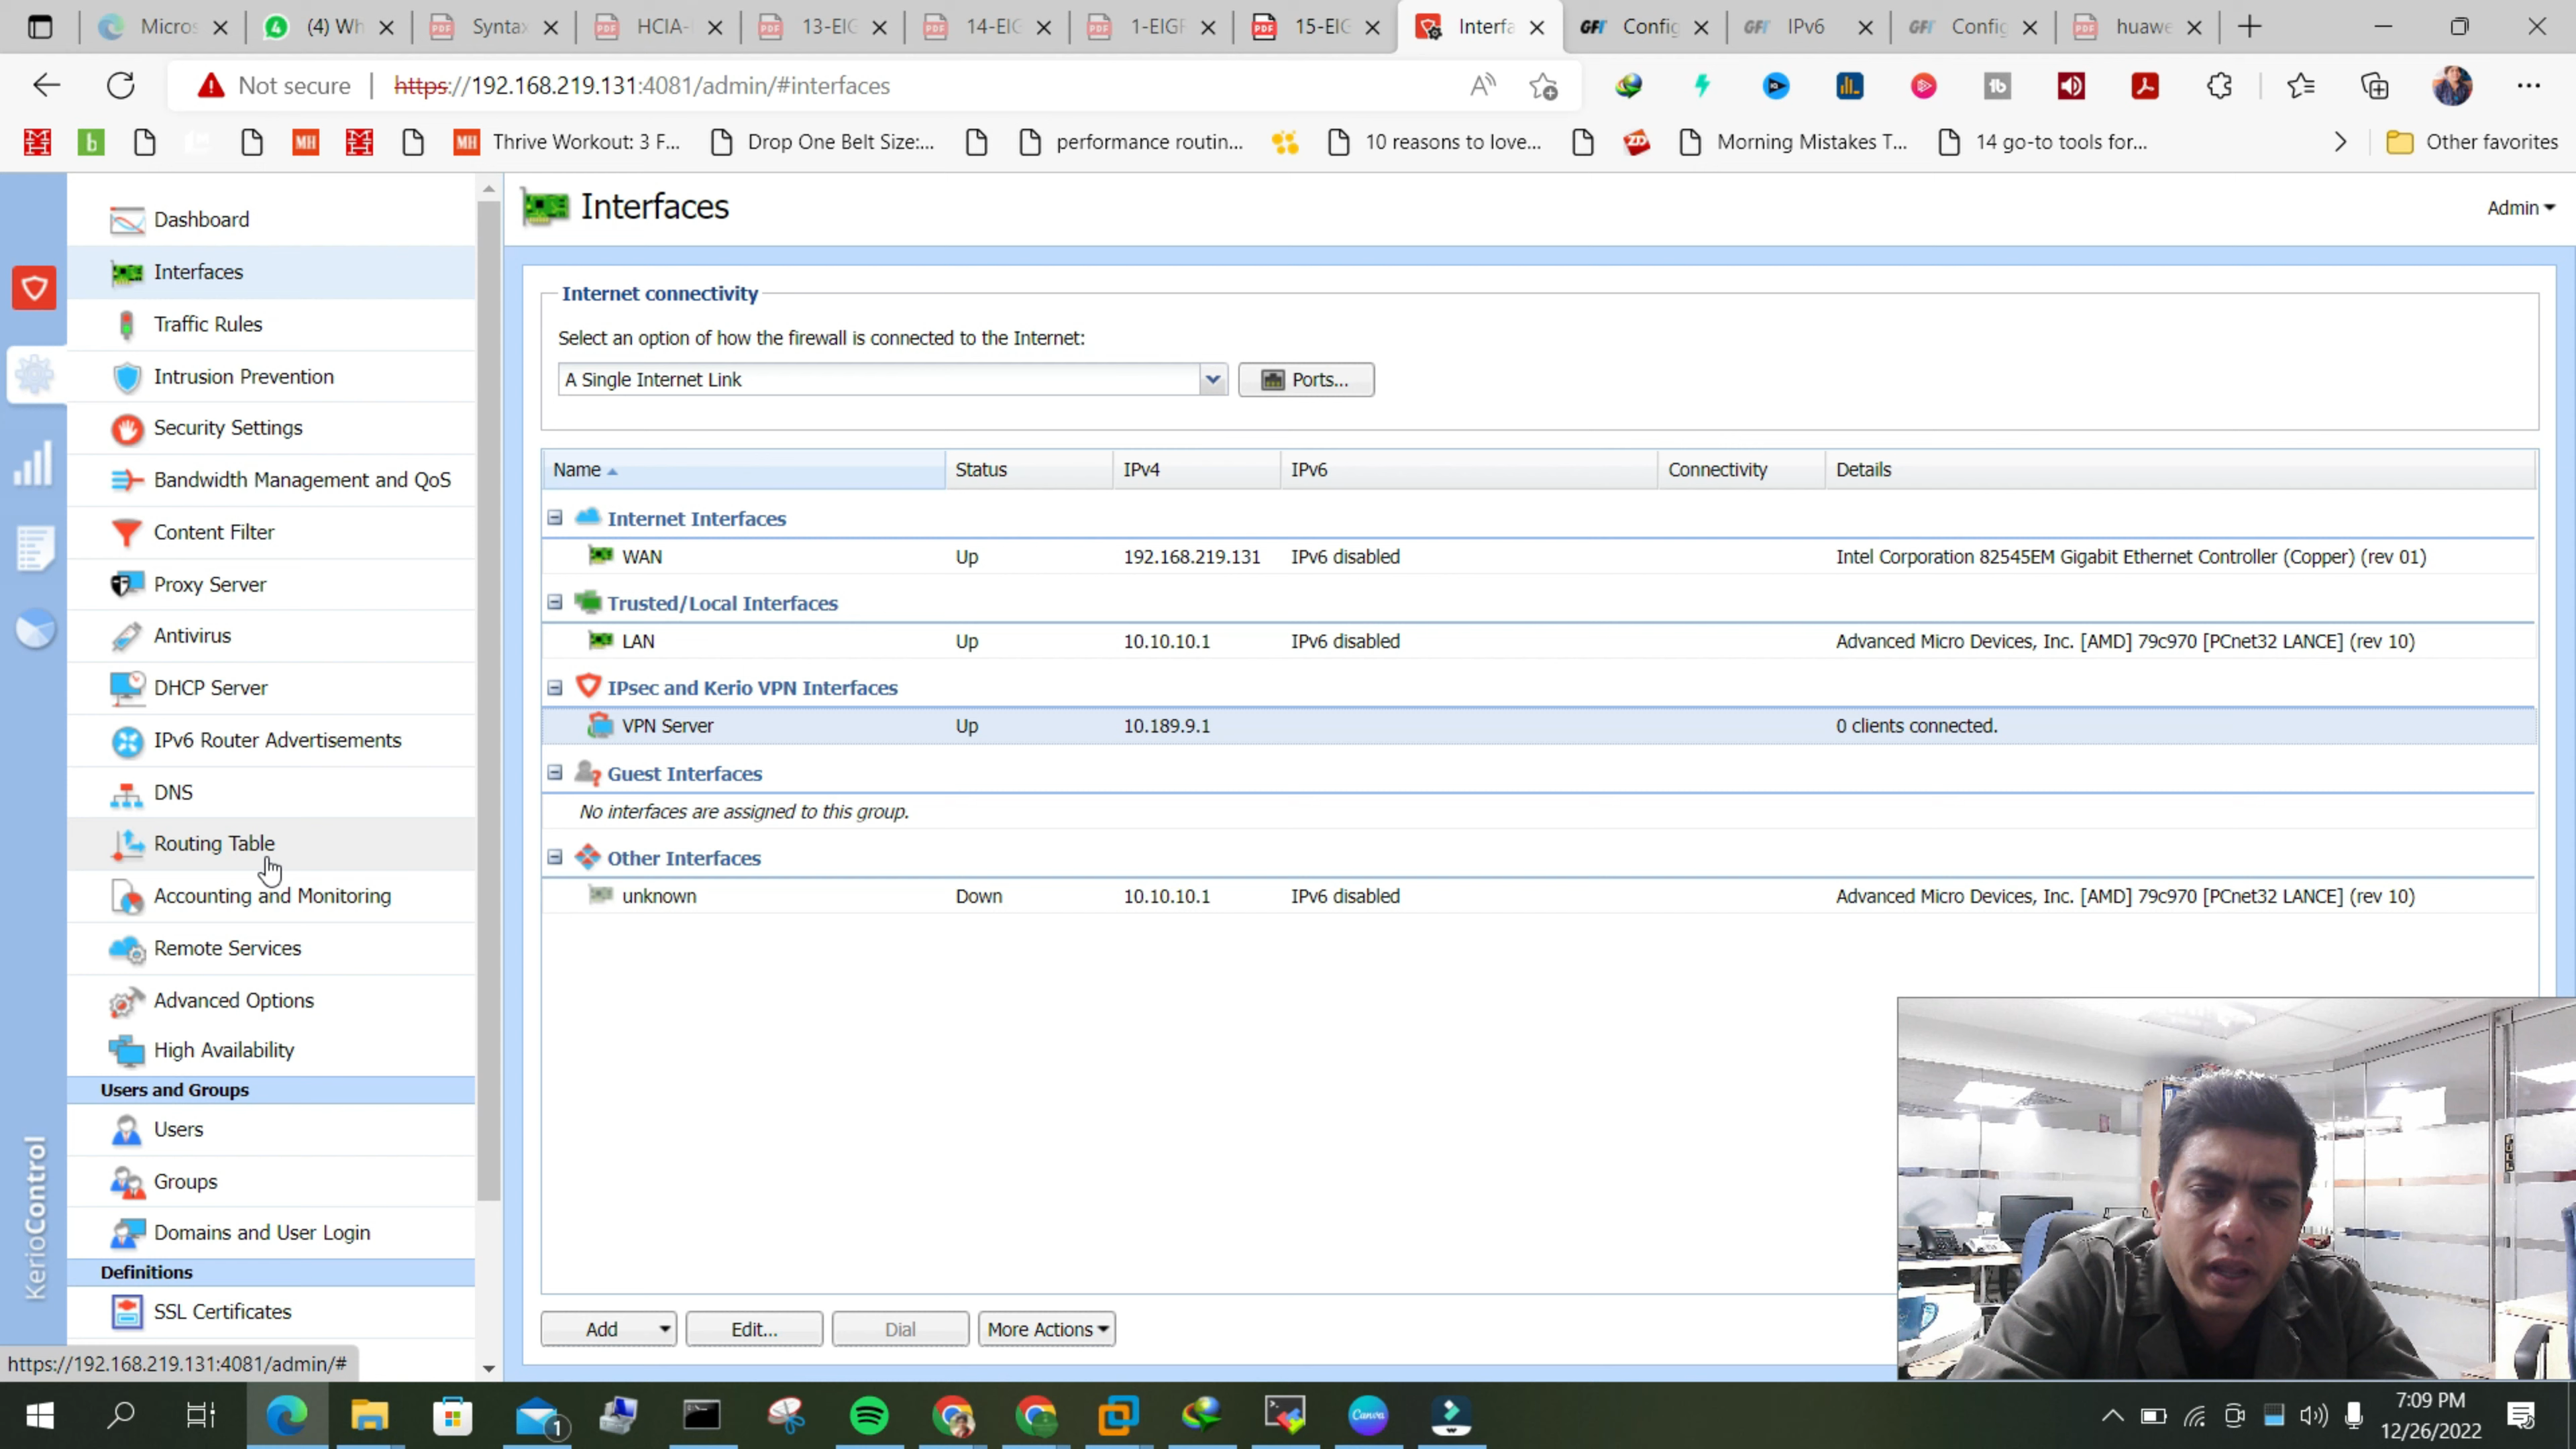 Micros
(4) Wh
Syntax
HCIA-
13-EIG
14-EIG
1-EIGF
15-EIG
Interfa
GFI Config
GFI IPv6
GFI Config
huawe
Not secure
https://192.168.219.131:4081/admin/#interfaces
MH Thrive Workout: 3 F...
Drop One Belt Size:...
performance routin...
10 reasons to love...
ZD
Morning Mistakes T...
14 go-to tools for...
Other favorites
Dashboard
Interfaces
Traffic Rules
Intrusion Prevention
Security Settings
Bandwidth Management and QoS
Content Filter
Proxy Server
Antivirus
DHCP Server
IPv6 Router Advertisements
DNS
Routing Table
Accounting and Monitoring
Remote Services
Advanced Options
High Availability
Users and Groups
Users
Groups
Domains and User Login
Definitions
SSL Certificates
KerioControl
https://192.168.219.131:4081/admin/#
Interfaces
Admin
Internet connectivity
Select an option of how the firewall is connected to the Internet:
A Single Internet Link
Ports...
Name Status IPv4 IPv6 Connectivity Details
Internet Interfaces
WAN Up 192.168.219.131 IPv6 disabled Intel Corporation 82545EM Gigabit Ethernet Controller (Copper) (rev 01)
Trusted/Local Interfaces
LAN Up 10.10.10.1 IPv6 disabled Advanced Micro Devices, Inc. [AMD] 79c970 [PCnet32 LANCE] (rev 10)
IPsec and Kerio VPN Interfaces
VPN Server Up 10.189.9.1 0 clients connected.
Guest Interfaces
No interfaces are assigned to this group.
Other Interfaces
unknown Down 10.10.10.1 IPv6 disabled Advanced Micro Devices, Inc. [AMD] 79c970 [PCnet32 LANCE] (rev 10)
Add
Edit...
Dial
More Actions
1
Canva
7:09 PM
12/26/2022